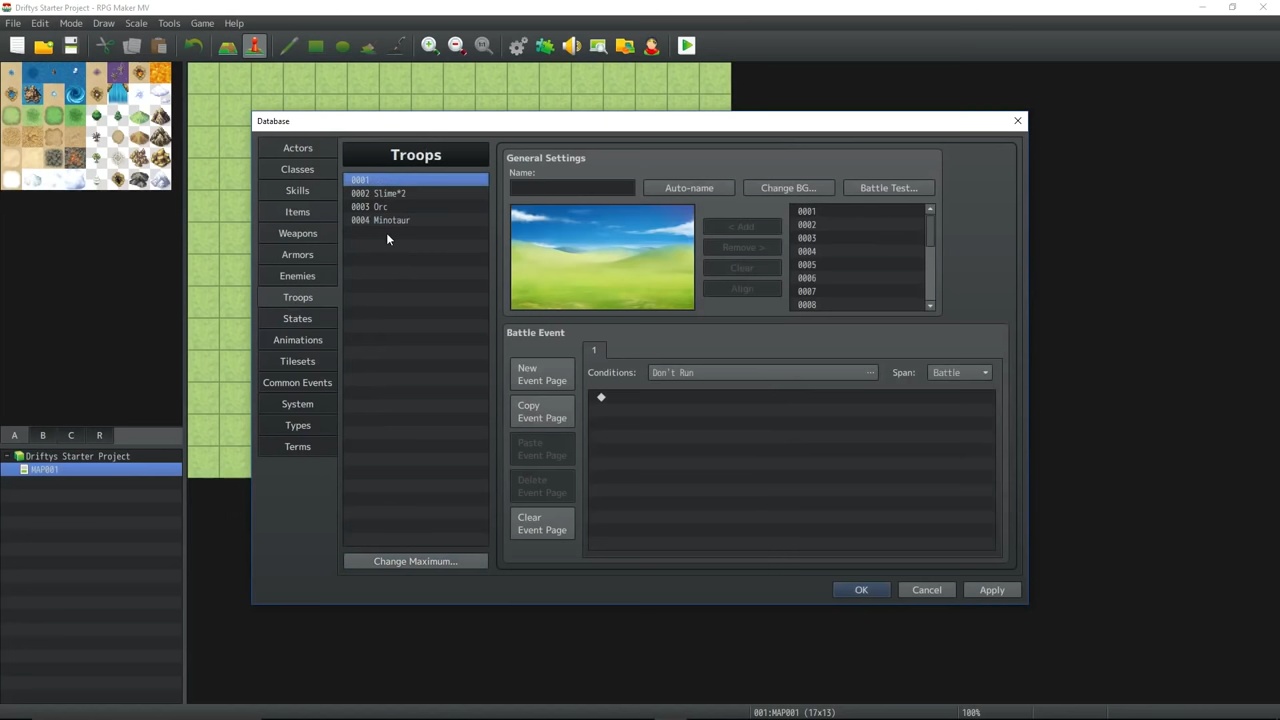 Driftys Starter Project - RPG Maker MV
File Edit Mode Draw Scale Tools Game Help
Database
Actors
Classes
Skills
Items
Weapons
Armors
Enemies
Troops
States
Animations
Tilesets
Common Events
System
Types
Terms
Troops
0001
0002 Slime*2
0003 Orc
0004 Minotaur
Change Maximum...
General Settings
Name:
Auto-name
Change BG...
Battle Test...
< Add
Remove >
Clear
Align
0001
0002
0003
0004
0005
0006
0007
0008
Battle Event
1
New
Event Page
Copy
Event Page
Paste
Event Page
Delete
Event Page
Clear
Event Page
Conditions: Don't Run ...
Span: Battle
OK
Cancel
Apply
A B C R
Driftys Starter Project
MAP001
001:MAP001 (17x13)
100%